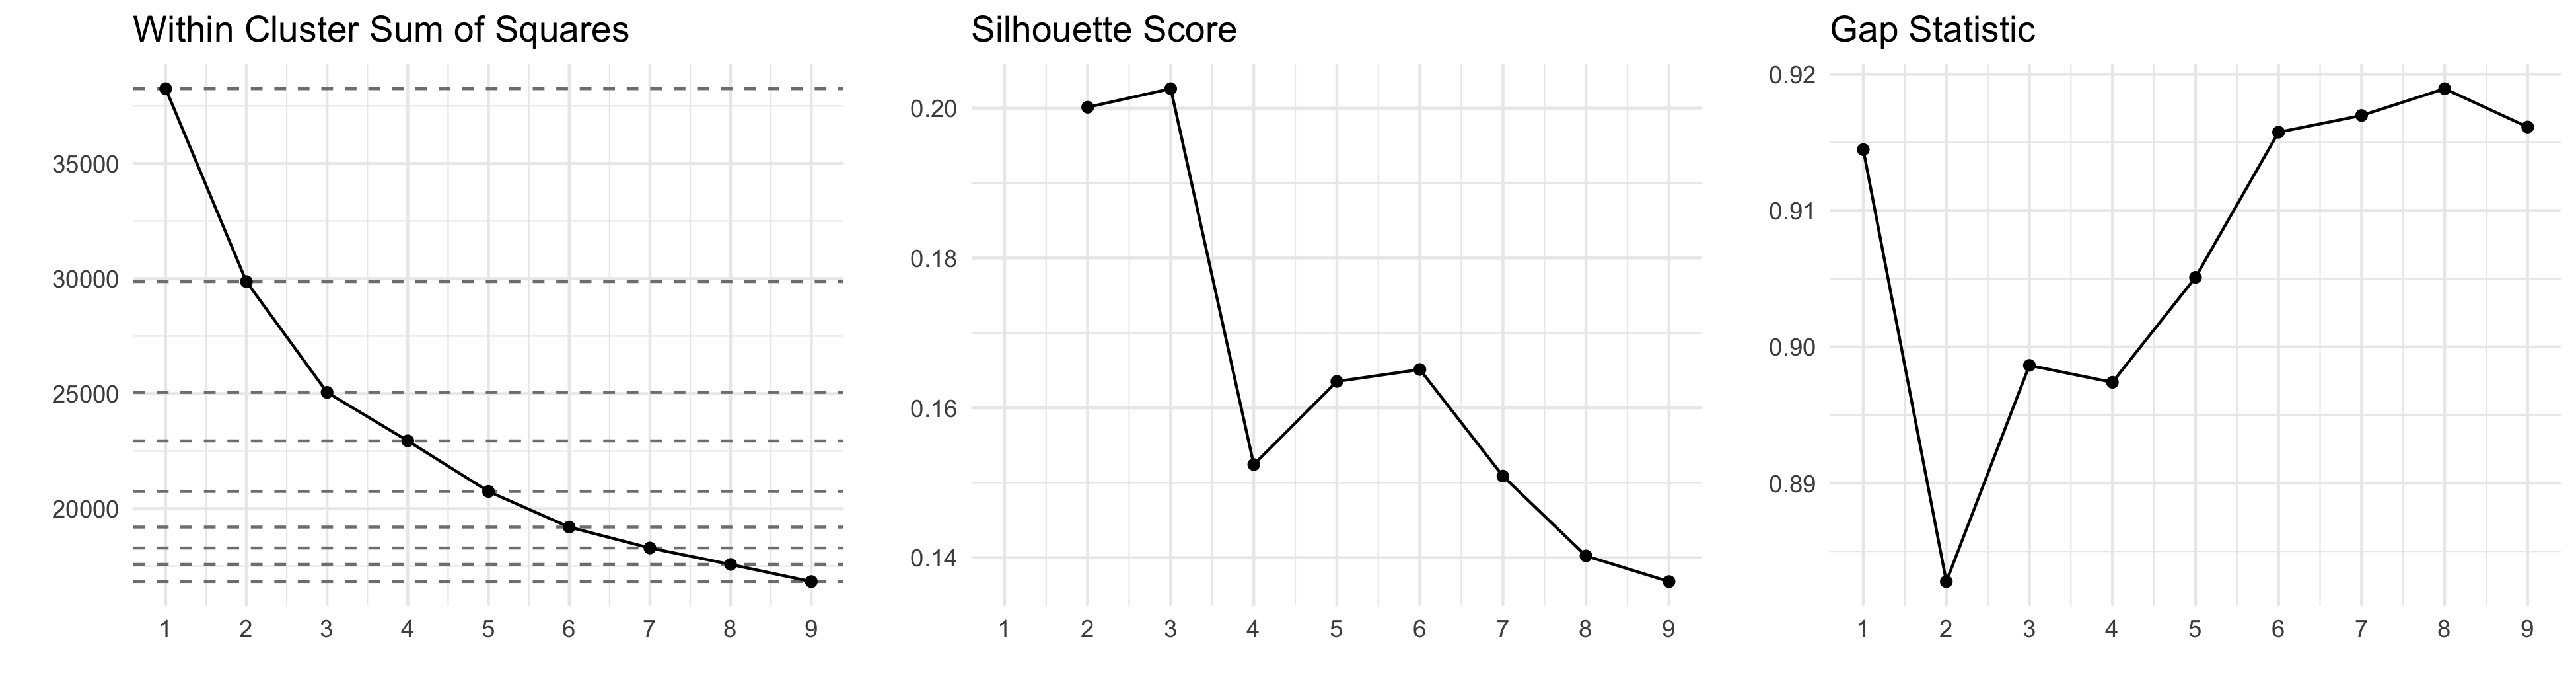 Within Cluster Sum of Squares
35000
30000
25000
20000
1 2 3 4 5 6 7 8 9
Silhouette Score
0.20
0.18
0.16
0.14
1 2 3 4 5 6 7 8 9
Gap Statistic
0.92
0.91
0.90
0.89
1 2 3 4 5 6 7 8 9